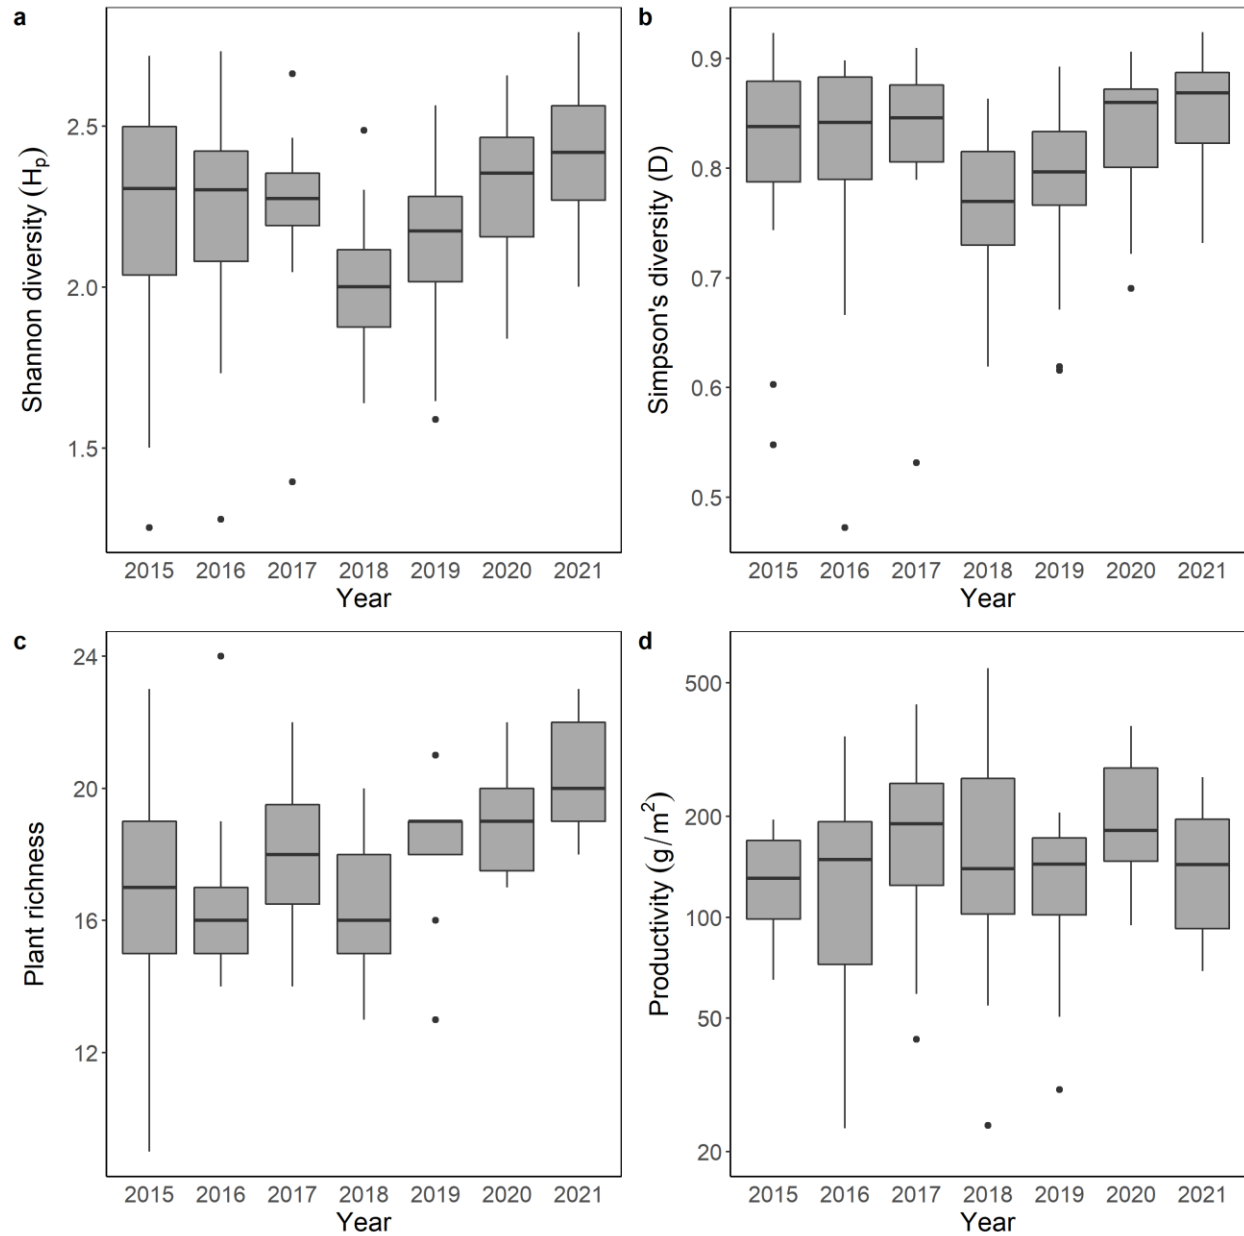 a
Shannon diversity (Hp)
2.5
2.0
1.5
2015 2016 2017 2018 2019 2020 2021
Year
b
Simpson's diversity (D)
0.9
0.8
0.7
0.6
0.5
2015 2016 2017 2018 2019 2020 2021
Year
c
Plant richness
24
20
16
12
2015 2016 2017 2018 2019 2020 2021
Year
d
Productivity (g/m²)
500
200
100
50
20
2015 2016 2017 2018 2019 2020 2021
Year